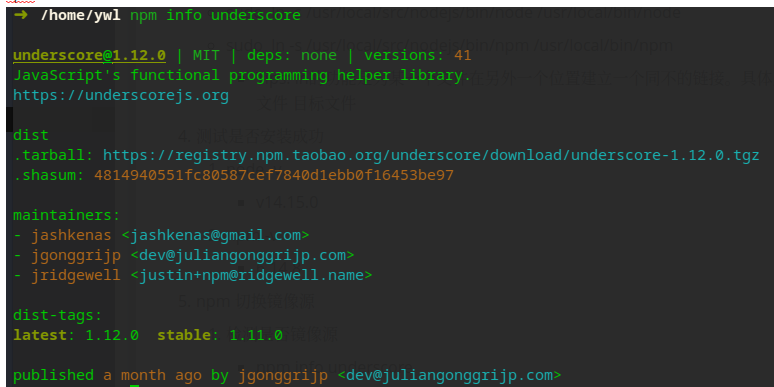 ➜ /home/ywl npm info underscore
underscore@1.12.0 | MIT | deps: none | versions: 41
JavaScript's functional programming helper library.
https://underscorejs.org
dist
.tarball: https://registry.npm.taobao.org/underscore/download/underscore-1.12.0.tgz
.shasum: 4814940551fc80587cef7840d1ebb0f16453be97
maintainers:
- jashkenas <jashkenas@gmail.com>
- jgonggrijp <dev@juliangonggrijp.com>
- jridgewell <justin+npm@ridgewell.name>
dist-tags:
latest: 1.12.0  stable: 1.11.0
published a month ago by jgonggrijp <dev@juliangonggrijp.com>